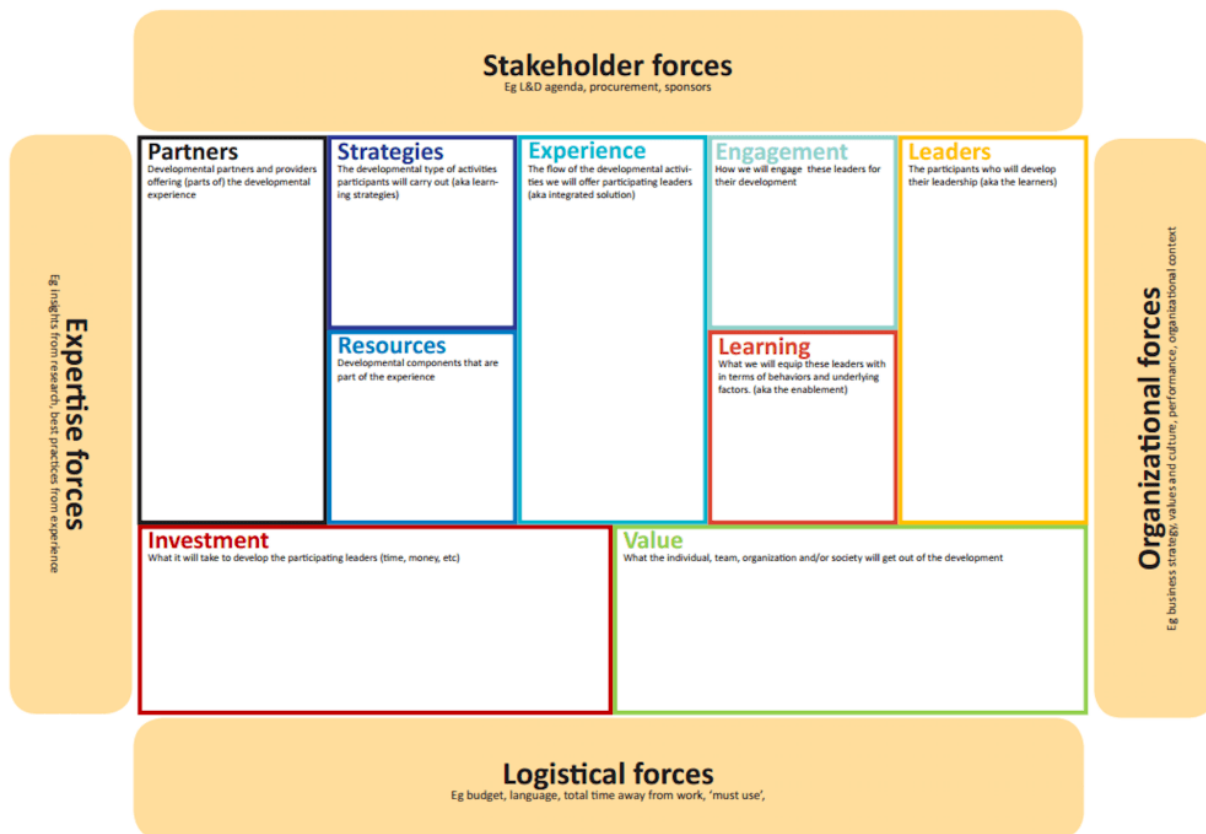 Stakeholder forces
Eg L&D agenda, procurement, sponsors
Expertise forces
Eg insights from research, best practices from experience
Partners
Developmental partners and providers
offering (parts of) the developmental
experience
Strategies
The developmental type of activities
participants will carry out (aka learn-
ing strategies)
Experience
The flow of the developmental activi-
ties we will offer participating leaders
(aka integrated solution)
Engagement
How we will engage these leaders for
their development
Leaders
The participants who will develop
their leadership (aka the learners)
Resources
Developmental components that are
part of the experience
Learning
What we will equip these leaders with
in terms of behaviors and underlying
factors. (aka the enablement)
Investment
What it will take to develop the participating leaders (time, money, etc)
Value
What the individual, team, organization and/or society will get out of the development
Organizational forces
Eg business strategy, values and culture, performance, organizational context
Logistical forces
Eg budget, language, total time away from work, ‘must use’,